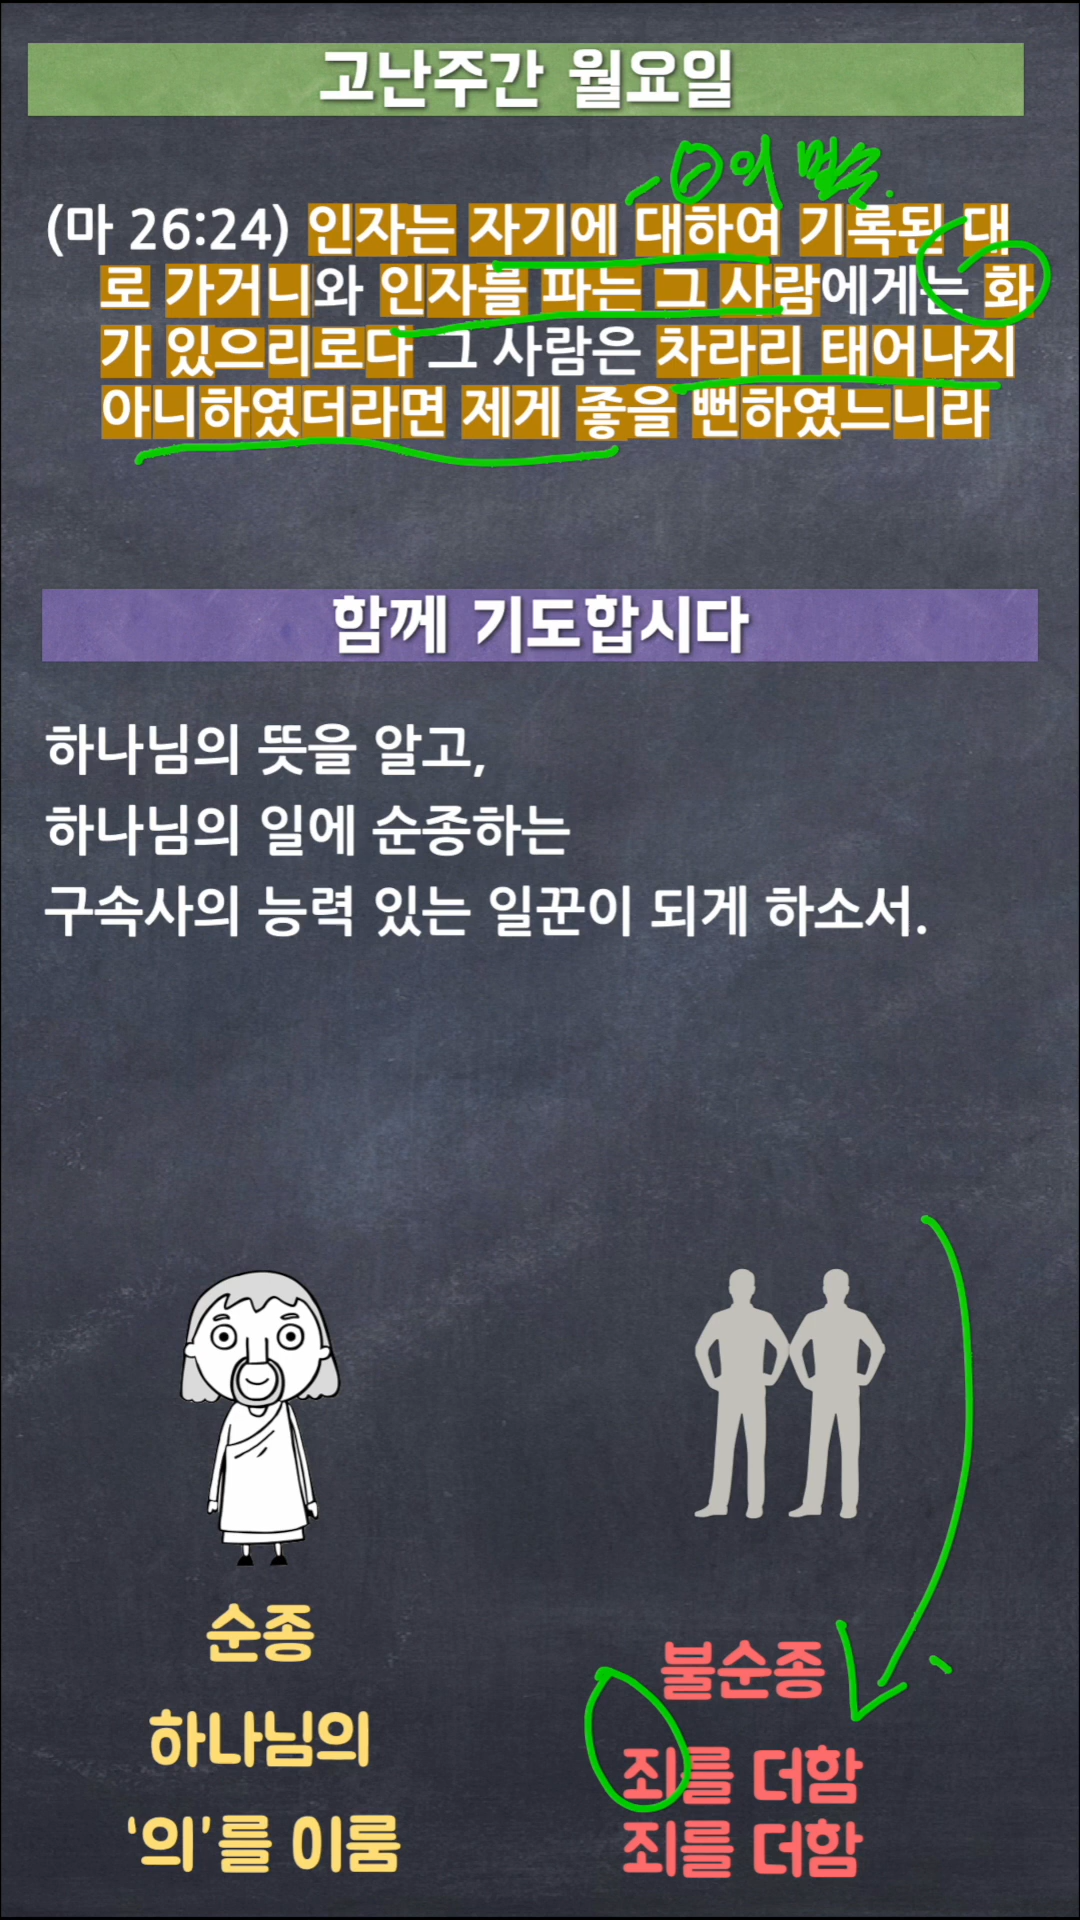 고난주간 월요일
의 말씀.
(마 26:24) 인자는 자기에 대하여 기록된 대
로 가거니와 인자를 파는 그 사람에게는 화
가 있으리로다 그 사람은 차라리 태어나지
아니하였더라면 제게 좋을 뻔하였느니라
함께 기도합시다
하나님의 뜻을 알고,
하나님의 일에 순종하는
구속사의 능력 있는 일꾼이 되게 하소서.
순종
하나님의
‘의’를 이룸
불순종
죄를 더함
죄를 더함